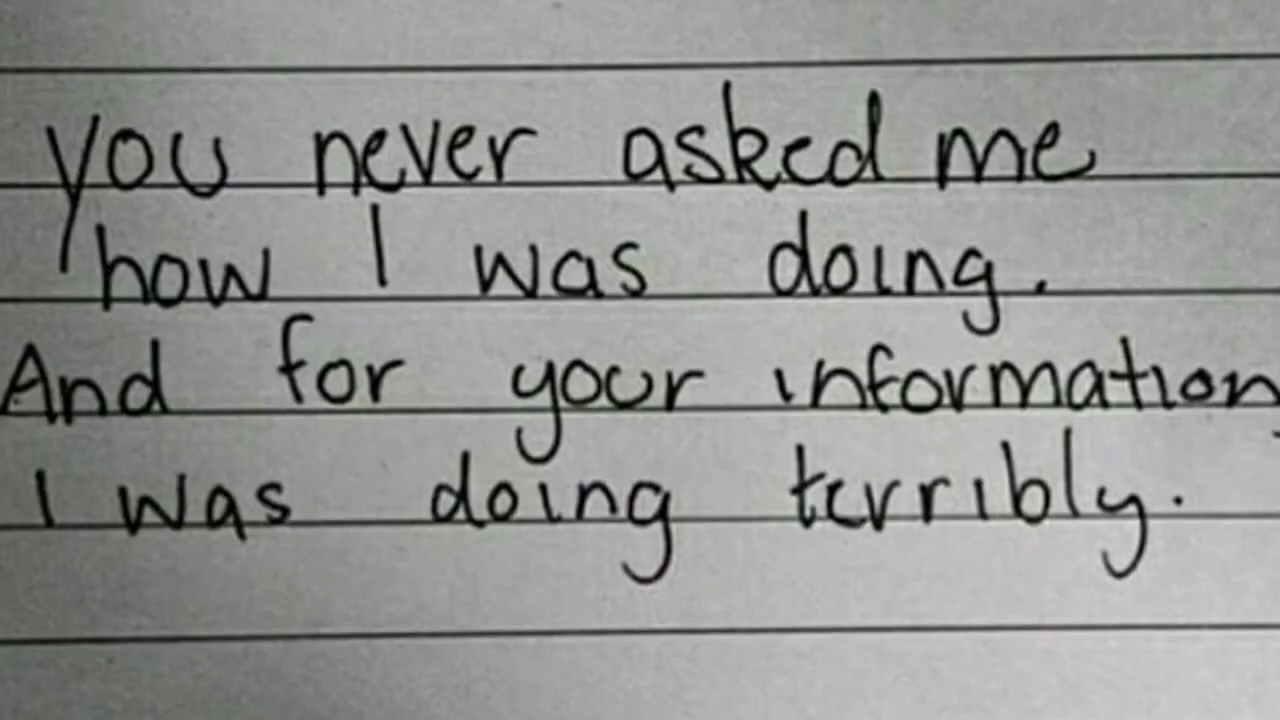 you never asked me
how I was doing.
And for your information,
I was doing terribly.